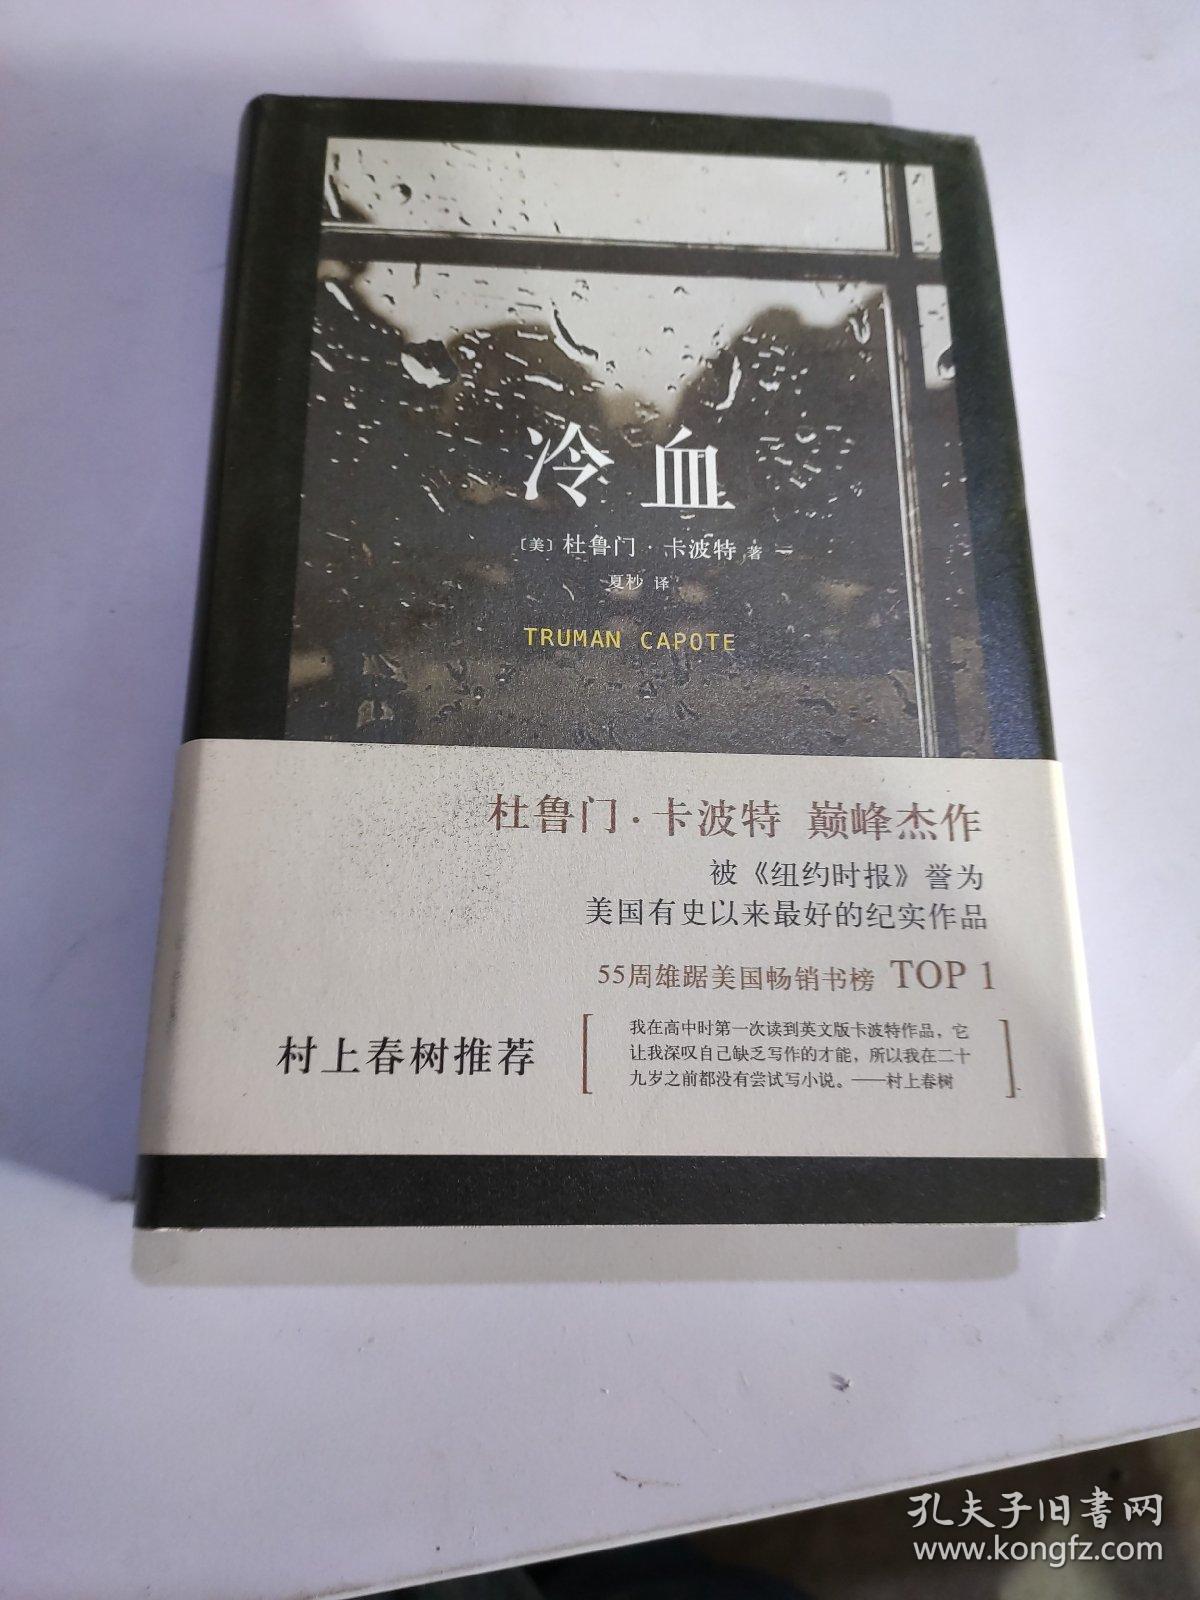 冷血
〔美〕杜鲁门·卡波特 著
夏杪 译
TRUMAN CAPOTE
杜鲁门·卡波特 巅峰杰作
被《纽约时报》誉为
美国有史以来最好的纪实作品
55周雄踞美国畅销书榜 TOP 1
村上春树推荐
我在高中时第一次读到英文版卡波特作品，它
让我深叹自己缺乏写作的才能，所以我在二十
九岁之前都没有尝试写小说。——村上春树
孔夫子旧书网
www.kongfz.com